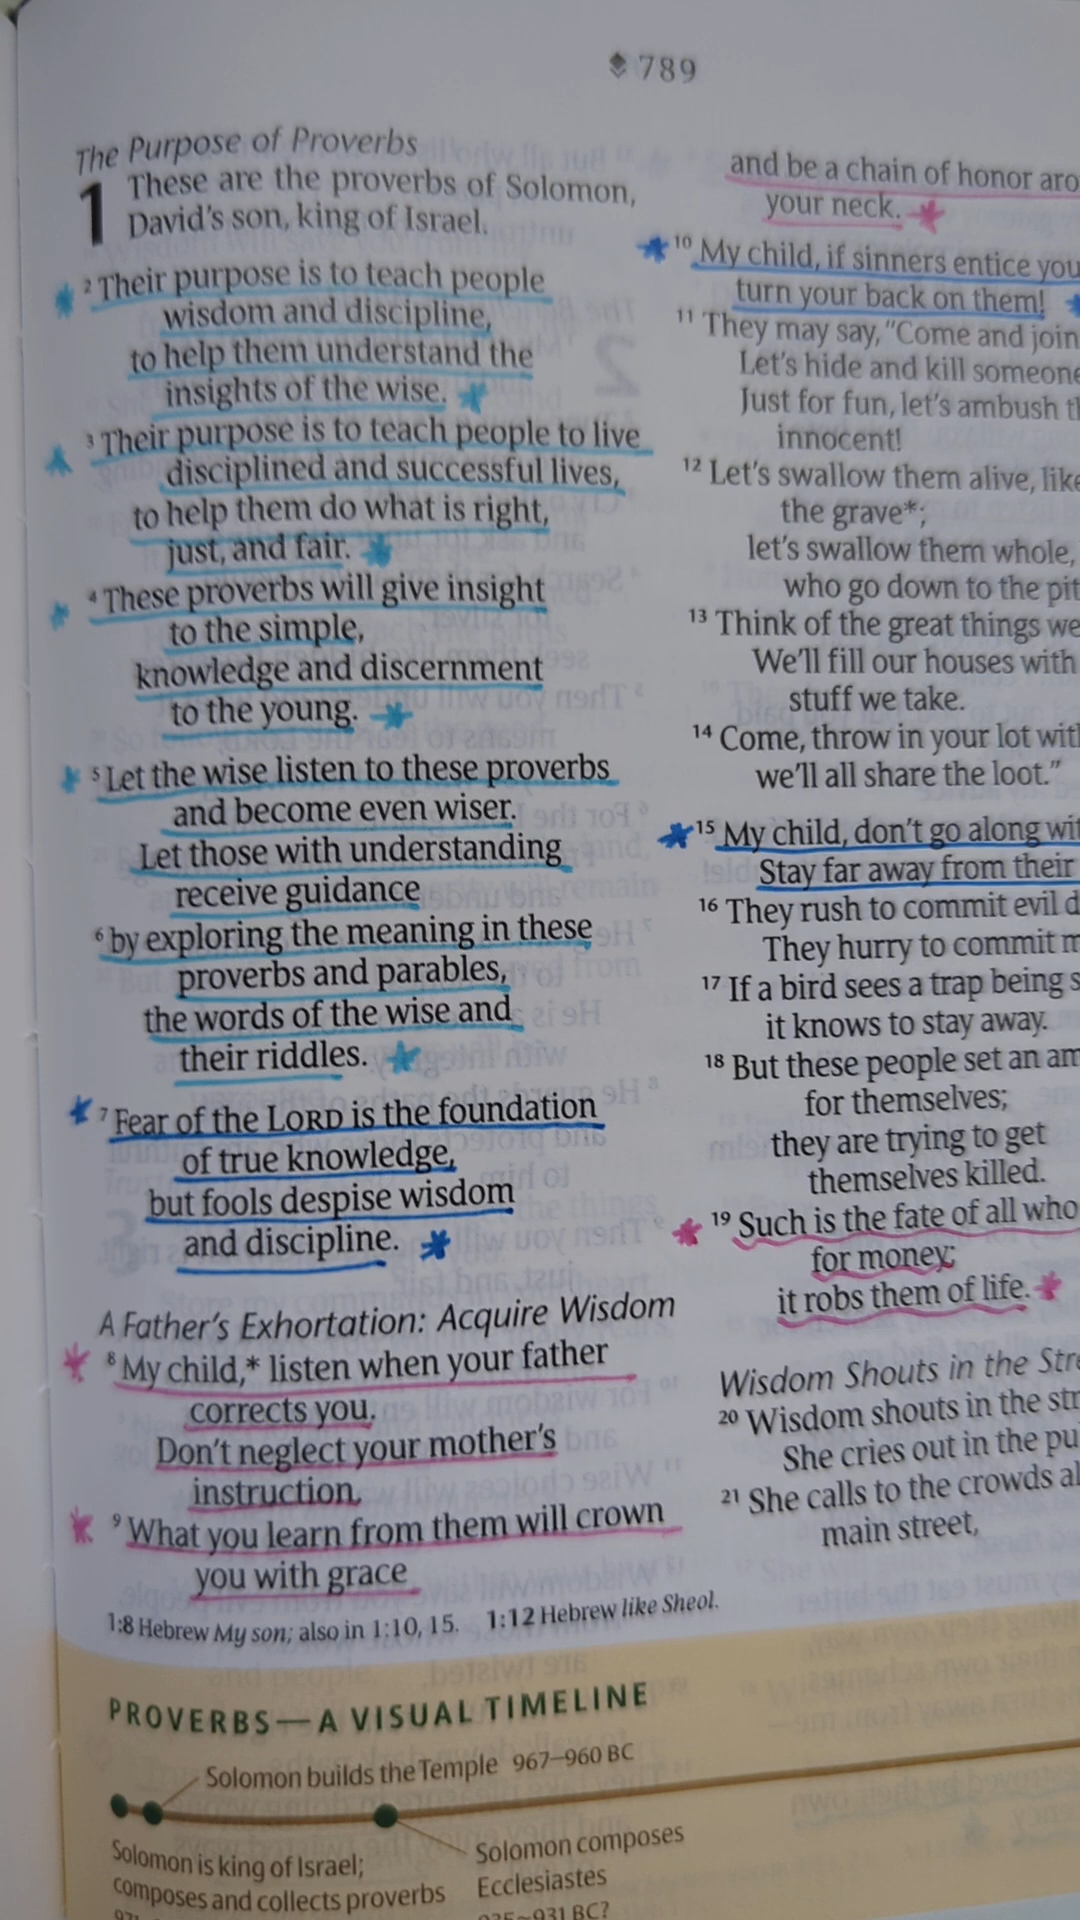 789
The Purpose of Proverbs
1 These are the proverbs of Solomon,
David's son, king of Israel.
2 Their purpose is to teach people
wisdom and discipline,
to help them understand the
insights of the wise.
3 Their purpose is to teach people to live
disciplined and successful lives,
to help them do what is right,
just, and fair.
4 These proverbs will give insight
to the simple,
knowledge and discernment
to the young.
5 Let the wise listen to these proverbs
and become even wiser.
Let those with understanding
receive guidance
6 by exploring the meaning in these
proverbs and parables,
the words of the wise and
their riddles.
7 Fear of the LORD is the foundation
of true knowledge,
but fools despise wisdom
and discipline.
A Father's Exhortation: Acquire Wisdom
8 My child,* listen when your father
corrects you.
Don't neglect your mother's
instruction.
9 What you learn from them will crown
you with grace
and be a chain of honor aro
your neck.
10 My child, if sinners entice you
turn your back on them!
11 They may say, "Come and join
Let's hide and kill someone
Just for fun, let's ambush th
innocent!
12 Let's swallow them alive, like
the grave*;
let's swallow them whole,
who go down to the pit
13 Think of the great things we
We'll fill our houses with
stuff we take.
14 Come, throw in your lot with
we'll all share the loot."
15 My child, don't go along wit
Stay far away from their
16 They rush to commit evil d
They hurry to commit m
17 If a bird sees a trap being s
it knows to stay away.
18 But these people set an am
for themselves;
they are trying to get
themselves killed.
19 Such is the fate of all who
for money;
it robs them of life.
Wisdom Shouts in the Stre
20 Wisdom shouts in the str
She cries out in the pu
21 She calls to the crowds al
main street,
1:8 Hebrew My son; also in 1:10, 15. 1:12 Hebrew like Sheol.
PROVERBS—A VISUAL TIMELINE
Solomon builds the Temple 967–960 BC
Solomon is king of Israel;
composes and collects proverbs
Solomon composes
Ecclesiastes
931 BC?